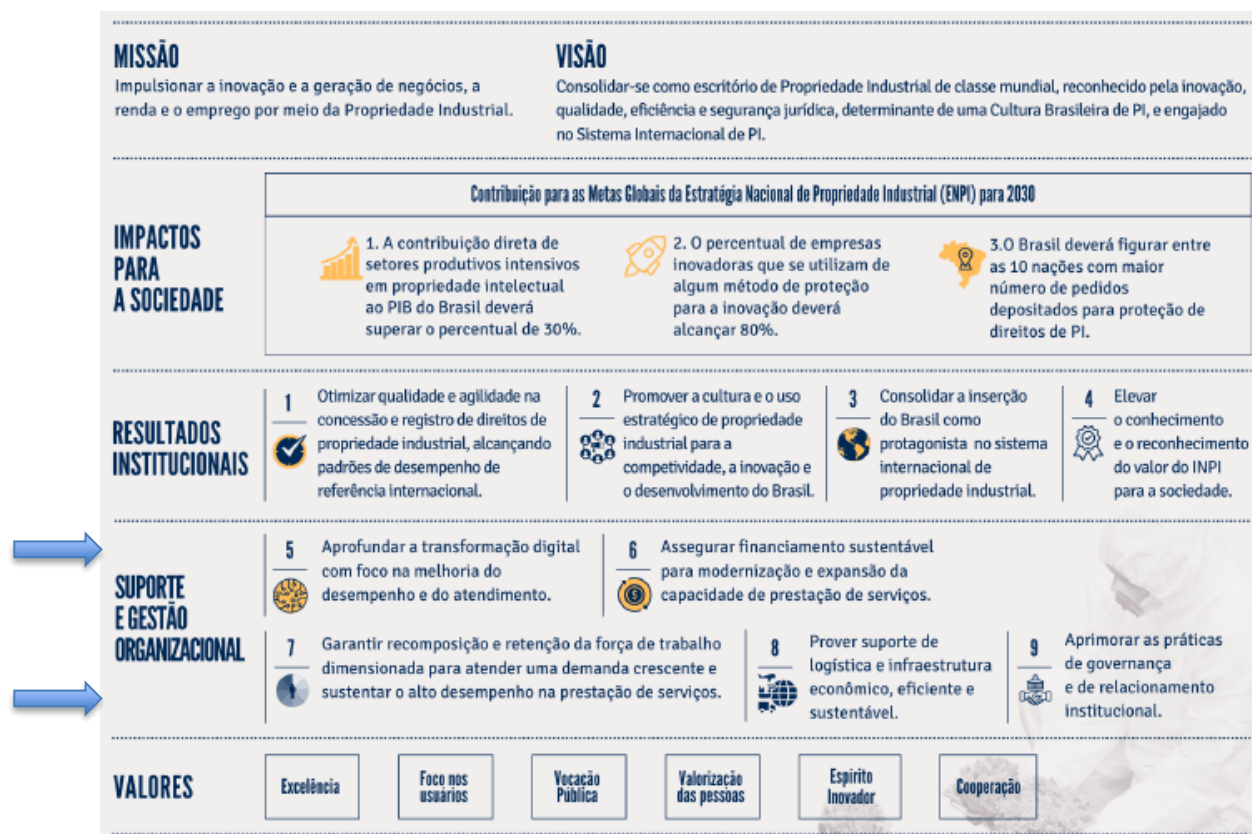 MISSÃO
Impulsionar a inovação e a geração de negócios, a
renda e o emprego por meio da Propriedade Industrial.
VISÃO
Consolidar-se como escritório de Propriedade Industrial de classe mundial, reconhecido pela inovação,
qualidade, eficiência e segurança jurídica, determinante de uma Cultura Brasileira de PI, e engajado
no Sistema Internacional de PI.
IMPACTOS
PARA
A SOCIEDADE
Contribuição para as Metas Globais da Estratégia Nacional de Propriedade Industrial (ENPI) para 2030
1. A contribuição direta de
setores produtivos intensivos
em propriedade intelectual
ao PIB do Brasil deverá
superar o percentual de 30%.
2. O percentual de empresas
inovadoras que se utilizam de
algum método de proteção
para a inovação deverá
alcançar 80%.
3.O Brasil deverá figurar entre
as 10 nações com maior
número de pedidos
depositados para proteção de
direitos de PI.
RESULTADOS
INSTITUCIONAIS
1
Otimizar qualidade e agilidade na
concessão e registro de direitos de
propriedade industrial, alcançando
padrões de desempenho de
referência internacional.
2
Promover a cultura e o uso
estratégico de propriedade
industrial para a
competividade, a inovação e
o desenvolvimento do Brasil.
3
Consolidar a inserção
do Brasil como
protagonista no sistema
internacional de
propriedade industrial.
4
Elevar
o conhecimento
e o reconhecimento
do valor do INPI
para a sociedade.
SUPORTE
E GESTÃO
ORGANIZACIONAL
5
Aprofundar a transformação digital
com foco na melhoria do
desempenho e do atendimento.
6
Assegurar financiamento sustentável
para modernização e expansão da
capacidade de prestação de serviços.
7
Garantir recomposição e retenção da força de trabalho
dimensionada para atender uma demanda crescente e
sustentar o alto desempenho na prestação de serviços.
8
Prover suporte de
logística e infraestrutura
econômico, eficiente e
sustentável.
9
Aprimorar as práticas
de governança
e de relacionamento
institucional.
VALORES
Excelência
Foco nos
usuários
Vocação
Pública
Valorização
das pessoas
Espírito
Inovador
Cooperação